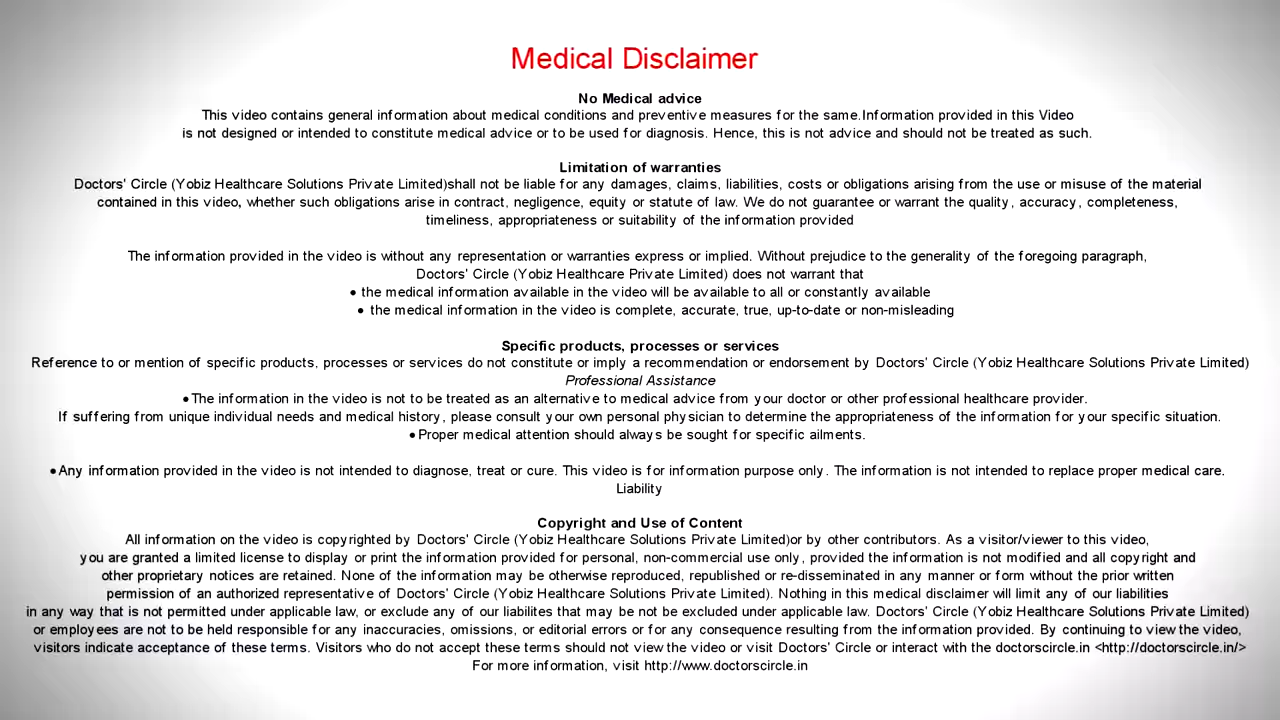 Medical Disclaimer
No Medical advice
This video contains general information about medical conditions and preventive measures for the same.Information provided in this Video
is not designed or intended to constitute medical advice or to be used for diagnosis. Hence, this is not advice and should not be treated as such.
Limitation of warranties
Doctors' Circle (Yobiz Healthcare Solutions Private Limited)shall not be liable for any damages, claims, liabilities, costs or obligations arising from the use or misuse of the material
contained in this video, whether such obligations arise in contract, negligence, equity or statute of law. We do not guarantee or warrant the quality, accuracy, completeness,
timeliness, appropriateness or suitability of the information provided
The information provided in the video is without any representation or warranties express or implied. Without prejudice to the generality of the foregoing paragraph,
Doctors' Circle (Yobiz Healthcare Private Limited) does not warrant that
• the medical information available in the video will be available to all or constantly available
• the medical information in the video is complete, accurate, true, up-to-date or non-misleading
Specific products, processes or services
Reference to or mention of specific products, processes or services do not constitute or imply a recommendation or endorsement by Doctors' Circle (Yobiz Healthcare Solutions Private Limited)
Professional Assistance
•The information in the video is not to be treated as an alternative to medical advice from your doctor or other professional healthcare provider.
If suffering from unique individual needs and medical history, please consult your own personal physician to determine the appropriateness of the information for your specific situation.
•Proper medical attention should always be sought for specific ailments.
•Any information provided in the video is not intended to diagnose, treat or cure. This video is for information purpose only. The information is not intended to replace proper medical care.
Liability
Copyright and Use of Content
All information on the video is copyrighted by Doctors' Circle (Yobiz Healthcare Solutions Private Limited)or by other contributors. As a visitor/viewer to this video,
you are granted a limited license to display or print the information provided for personal, non-commercial use only, provided the information is not modified and all copyright and
other proprietary notices are retained. None of the information may be otherwise reproduced, republished or re-disseminated in any manner or form without the prior written
permission of an authorized representative of Doctors' Circle (Yobiz Healthcare Solutions Private Limited). Nothing in this medical disclaimer will limit any of our liabilities
in any way that is not permitted under applicable law, or exclude any of our liabilites that may be not be excluded under applicable law. Doctors' Circle (Yobiz Healthcare Solutions Private Limited)
or employees are not to be held responsible for any inaccuracies, omissions, or editorial errors or for any consequence resulting from the information provided. By continuing to view the video,
visitors indicate acceptance of these terms. Visitors who do not accept these terms should not view the video or visit Doctors' Circle or interact with the doctorscircle.in <http://doctorscircle.in/>
For more information, visit http://www.doctorscircle.in